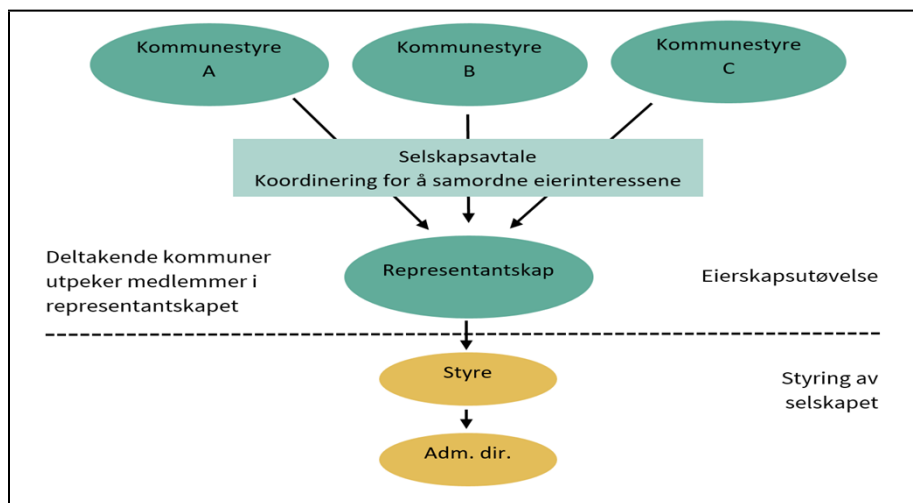 Kommunestyre
A
Kommunestyre
B
Kommunestyre
C
Selskapsavtale
Koordinering for å samordne eierinteressene
Deltakende kommuner
utpeker medlemmer i
representantskapet
Representantskap
Eierskapsutøvelse
Styre
Styring av
selskapet
Adm. dir.